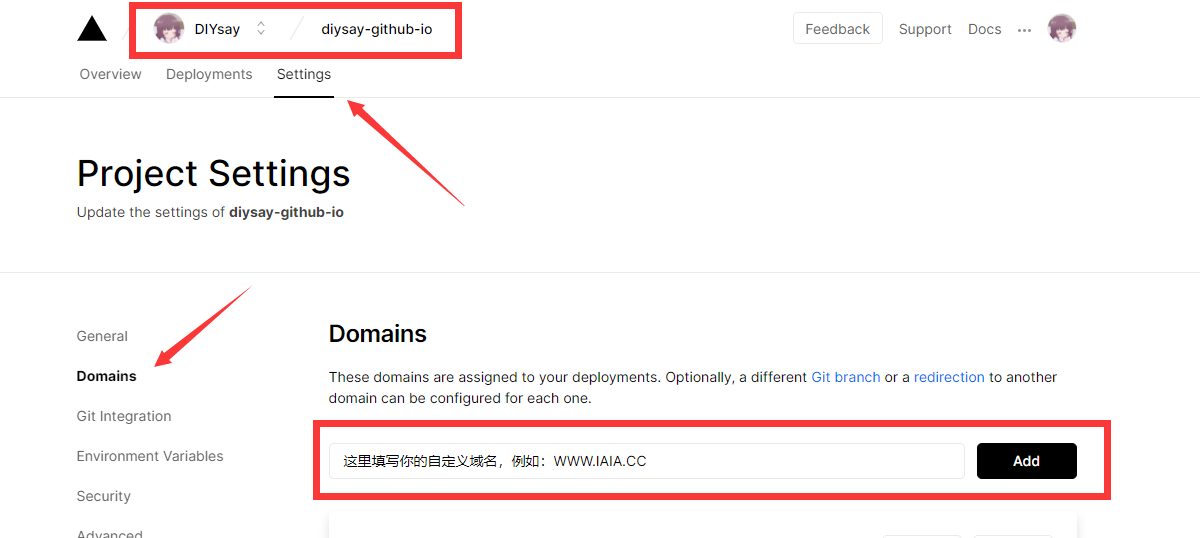 DIYsay diysay-github-io Feedback Support Docs ...
Overview Deployments Settings
Project Settings
Update the settings of diysay-github-io
General
Domains
Git Integration
Environment Variables
Security
Advanced
Domains
These domains are assigned to your deployments. Optionally, a different Git branch or a redirection to another
domain can be configured for each one.
这里填写你的自定义域名，例如：WWW.IAIA.CC Add